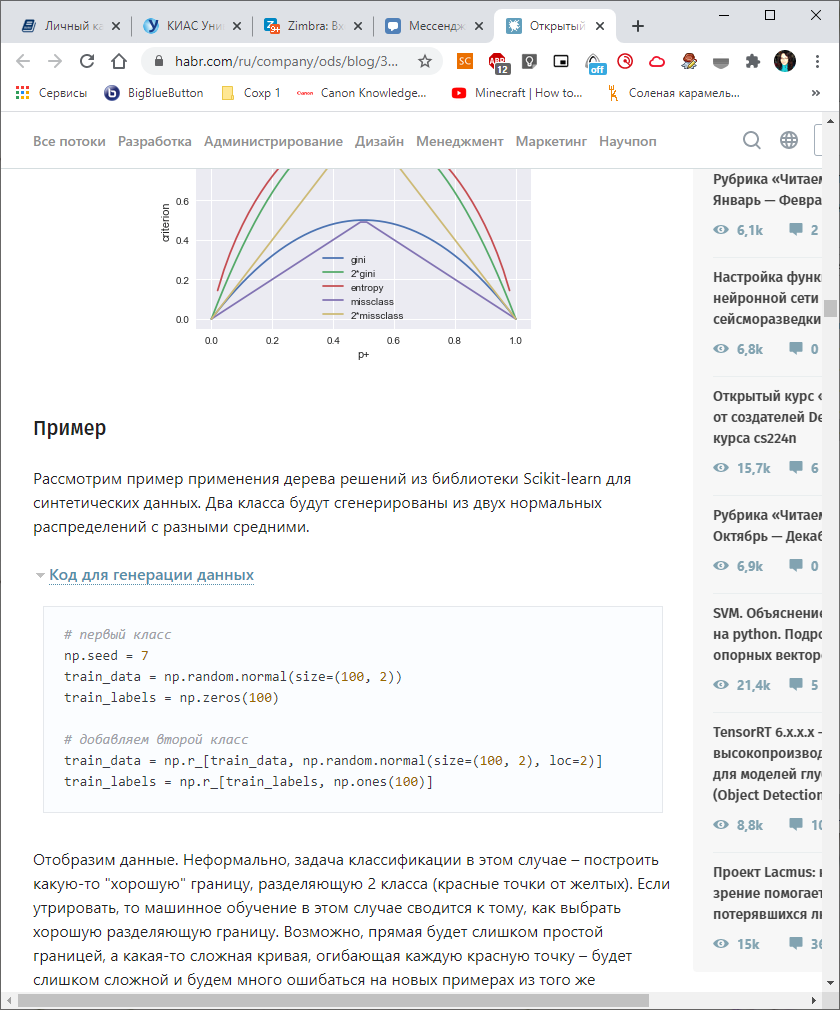 Личный ка
КИАС Уни
Zimbra: Вх
Мессендж
Открытый
habr.com/ru/company/ods/blog/3...
SC
ABP
12
off
Сервисы
BigBlueButton
Сохр 1
Canon
Canon Knowledge...
Minecraft | How to...
Соленая карамель...
»
Все потоки Разработка Администрирование Дизайн Менеджмент Маркетинг Научпоп
criterion
0.6
0.4
0.2
0.0
gini
2*gini
entropy
missclass
2*missclass
0.0 0.2 0.4 0.6 0.8 1.0
p+
Пример
Рассмотрим пример применения дерева решений из библиотеки Scikit-learn для
синтетических данных. Два класса будут сгенерированы из двух нормальных
распределений с разными средними.
Код для генерации данных
# первый класс
np.seed = 7
train_data = np.random.normal(size=(100, 2))
train_labels = np.zeros(100)
# добавляем второй класс
train_data = np.r_[train_data, np.random.normal(size=(100, 2), loc=2)]
train_labels = np.r_[train_labels, np.ones(100)]
Отобразим данные. Неформально, задача классификации в этом случае – построить
какую-то "хорошую" границу, разделяющую 2 класса (красные точки от желтых). Если
утрировать, то машинное обучение в этом случае сводится к тому, как выбрать
хорошую разделяющую границу. Возможно, прямая будет слишком простой
границей, а какая-то сложная кривая, огибающая каждую красную точку – будет
слишком сложной и будем много ошибаться на новых примерах из того же
Рубрика «Читаем
Январь — Февра
6,1k 2
Настройка функ
нейронной сети
сейсморазведки
6,8k 0
Открытый курс «
от создателей De
курса cs224n
15,7k 6
Рубрика «Читаем
Октябрь — Декаб
6,9k 0
SVM. Объяснение
на python. Подро
опорных векторо
21,4k 5
TensorRT 6.x.x.x -
высокопроизвод
для моделей глу
(Object Detection
8,8k 10
Проект Lacmus: к
зрение помогает
потерявшихся лю
15k 36